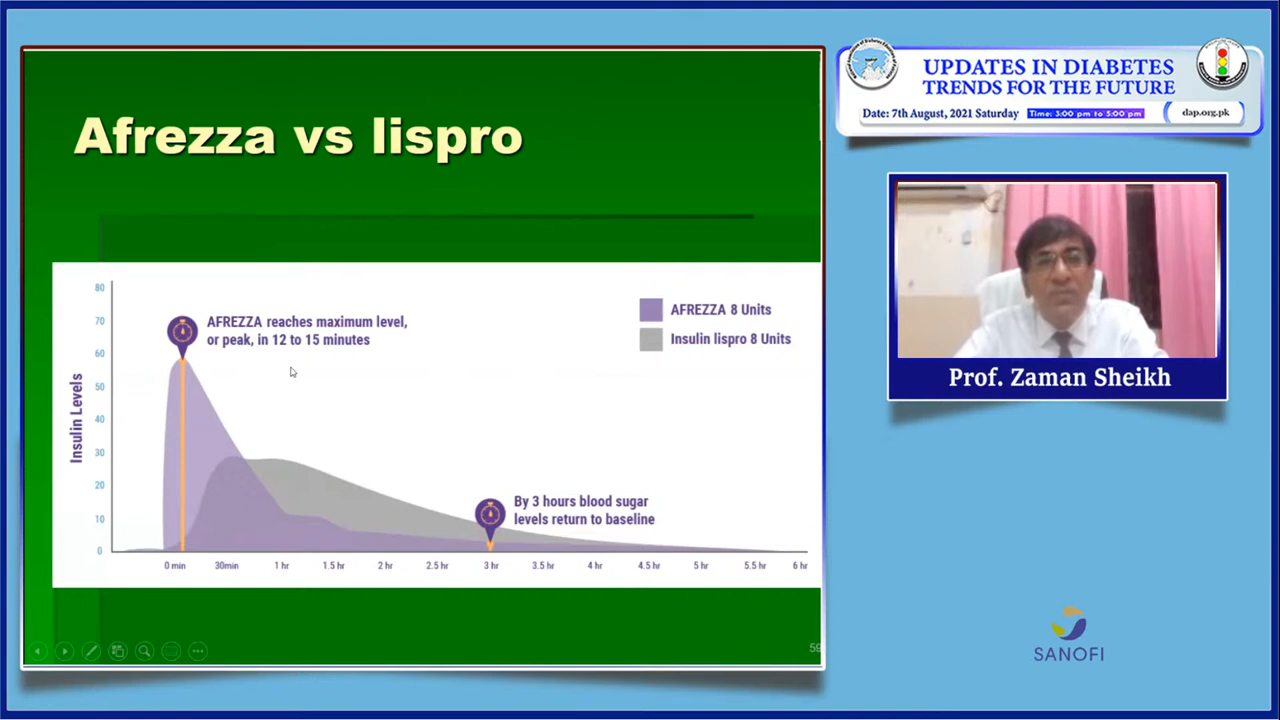 Afrezza vs lispro
80
70
60
50
40
30
20
10
0
Insulin Levels
AFREZZA reaches maximum level,
or peak, in 12 to 15 minutes
AFREZZA 8 Units
Insulin lispro 8 Units
By 3 hours blood sugar
levels return to baseline
0 min 30min 1 hr 1.5 hr 2 hr 2.5 hr 3 hr 3.5 hr 4 hr 4.5 hr 5 hr 5.5 hr 6 hr
59
UPDATES IN DIABETES
TRENDS FOR THE FUTURE
Date: 7th August, 2021 Saturday Time: 3:00 pm to 5:00 pm dap.org.pk
Prof. Zaman Sheikh
SANOFI